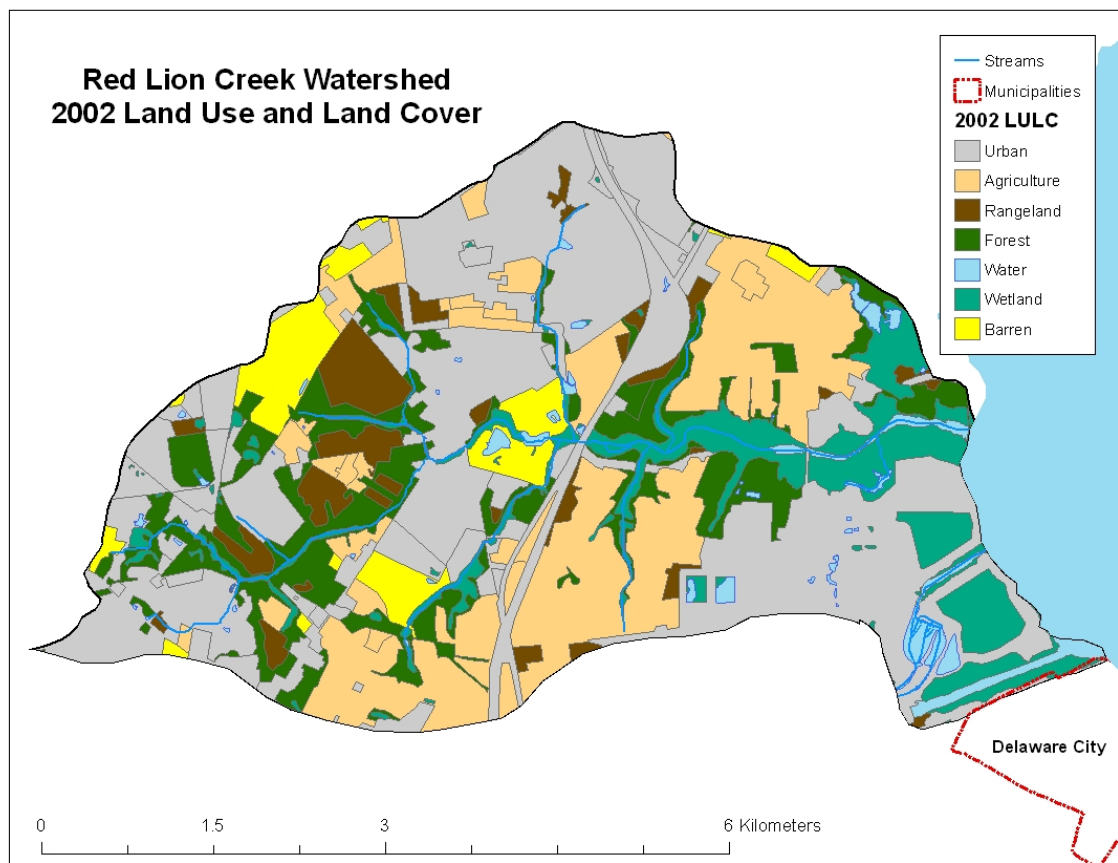 Red Lion Creek Watershed
2002 Land Use and Land Cover
Streams
Municipalities
2002 LULC
Urban
Agriculture
Rangeland
Forest
Water
Wetland
Barren
Delaware City
0 1.5 3 6 Kilometers